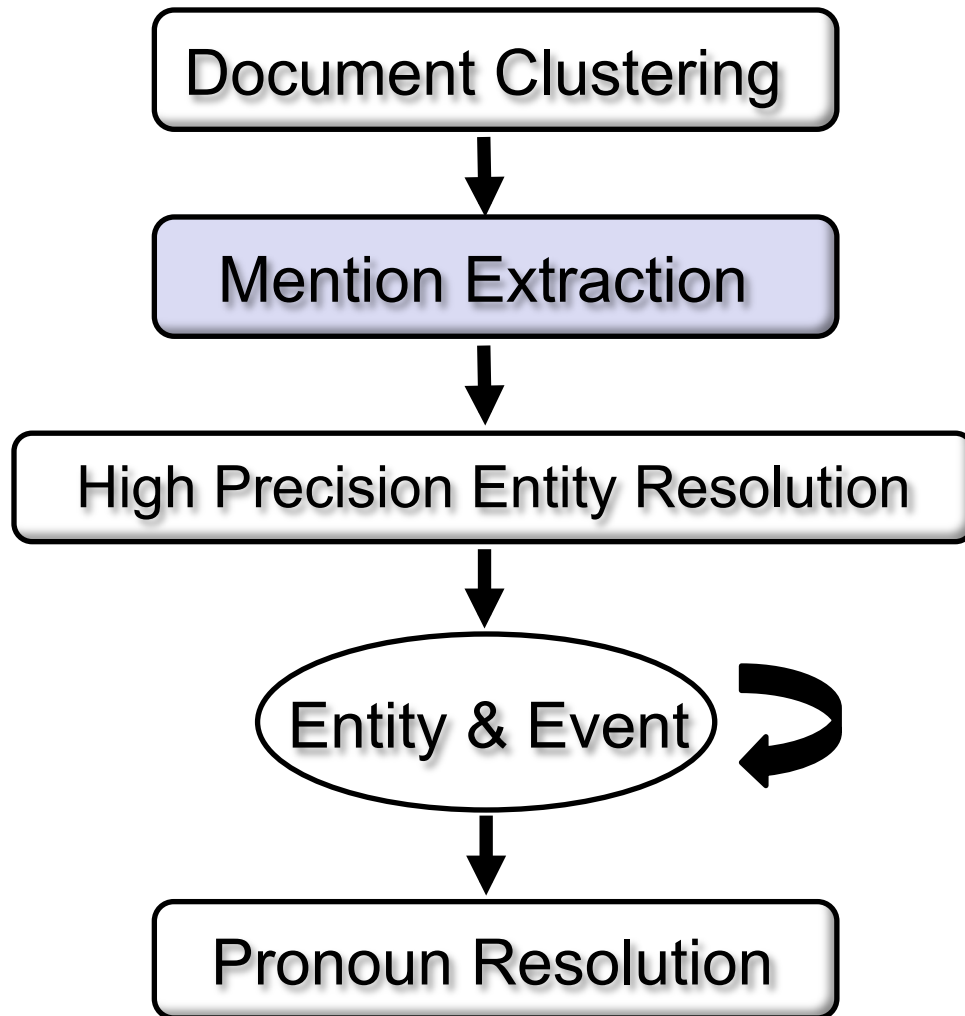 Document Clustering
Mention Extraction
High Precision Entity Resolution
Entity & Event
Pronoun Resolution